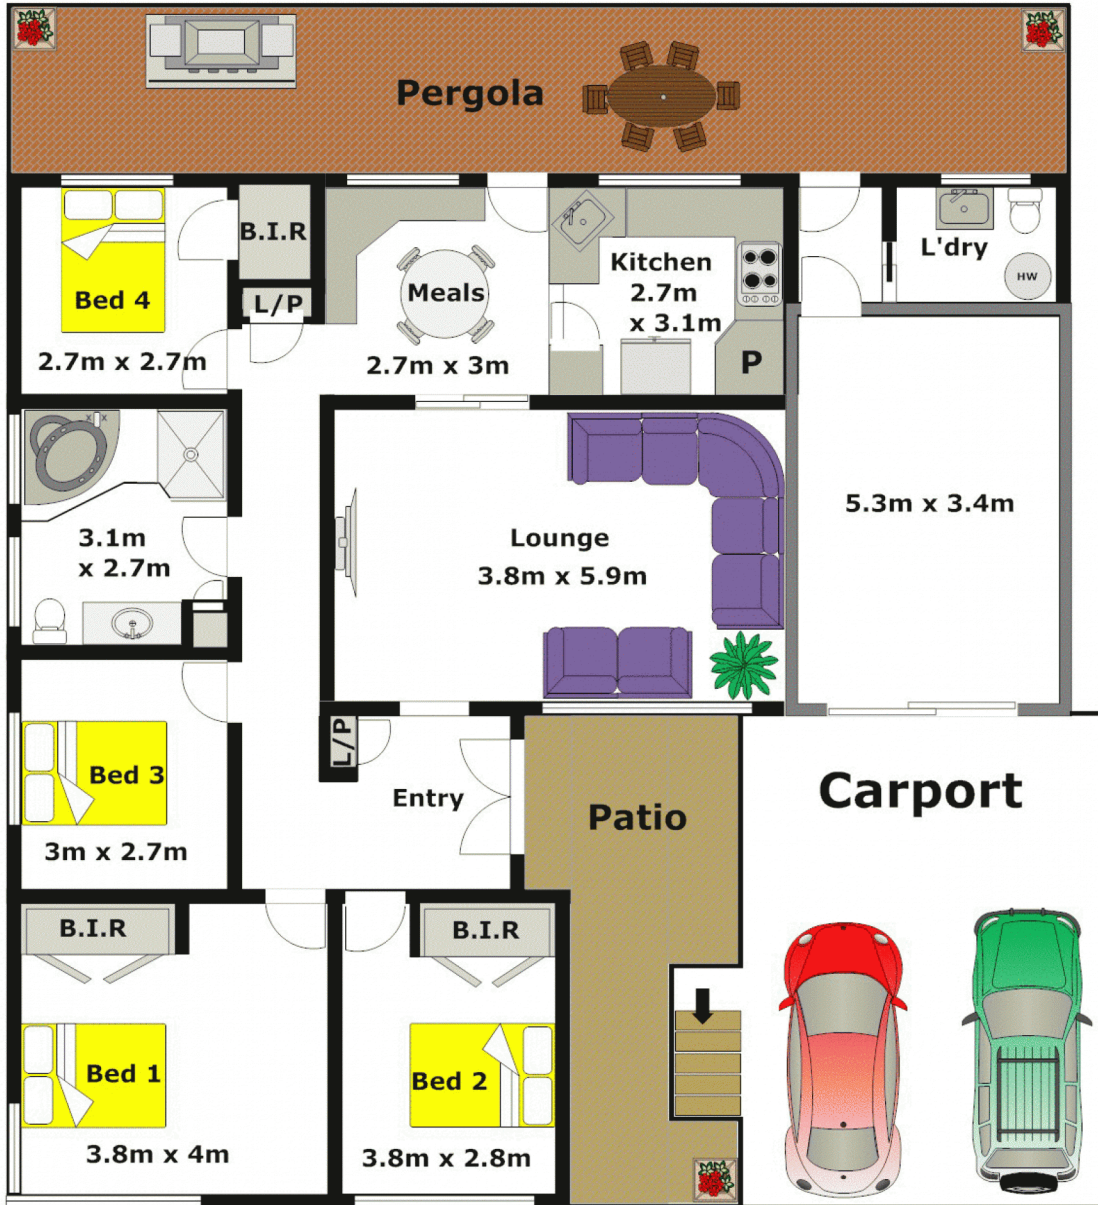 Pergola
B.I.R
Bed 4
L/P
2.7m x 2.7m
Meals
2.7m x 3m
Kitchen
2.7m
x 3.1m
P
L'dry
HW
3.1m
x 2.7m
Lounge
3.8m x 5.9m
5.3m x 3.4m
Bed 3
3m x 2.7m
L/P
Entry
Patio
Carport
B.I.R
Bed 1
3.8m x 4m
B.I.R
Bed 2
3.8m x 2.8m